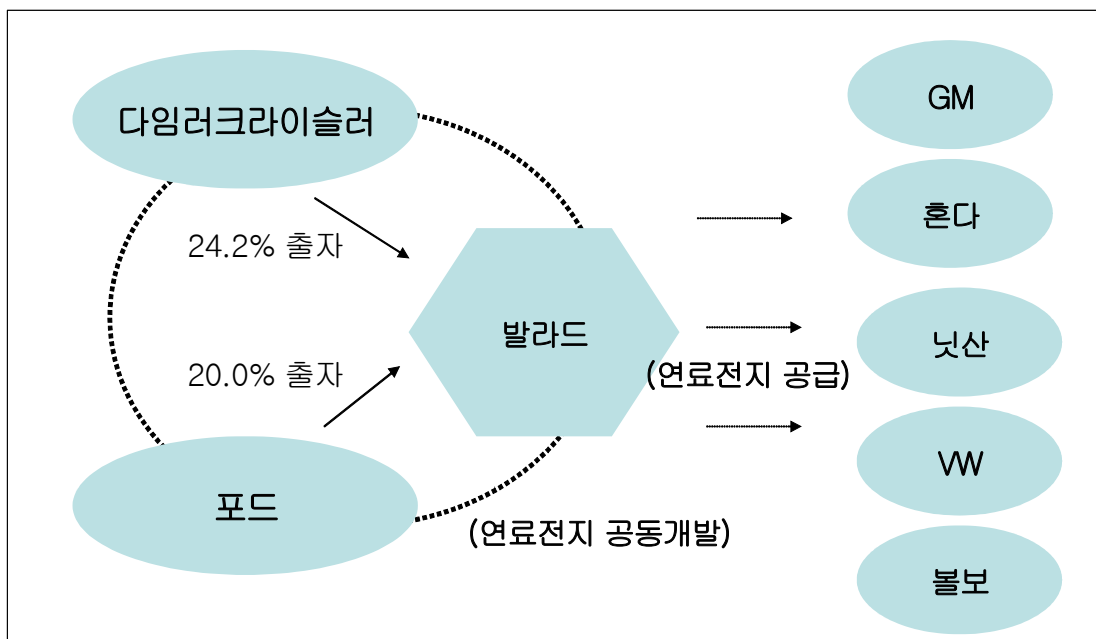 다임러크라이슬러
24.2% 출자
20.0% 출자
포드
발라드
(연료전지 공급)
(연료전지 공동개발)
GM
혼다
닛산
VW
볼보